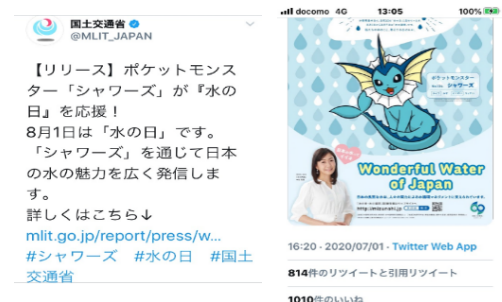 国土交通省
@MLIT_JAPAN
【リリース】ポケットモンス
ター「シャワーズ」が『水の
日』を応援！
8月1日は「水の日」です。
「シャワーズ」を通じて日本
の水の魅力を広く発信しま
す。
詳しくはこちら↓
mlit.go.jp/report/press/w...
#シャワーズ #水の日 #国土
交通省
docomo 4G 13:05 100%
ポケットモンスター
シャワーズ
Wonderful Water
of Japan
16:20・2020/07/01・Twitter Web App
814件のリツイートと引用リツイート
1010件のいいね